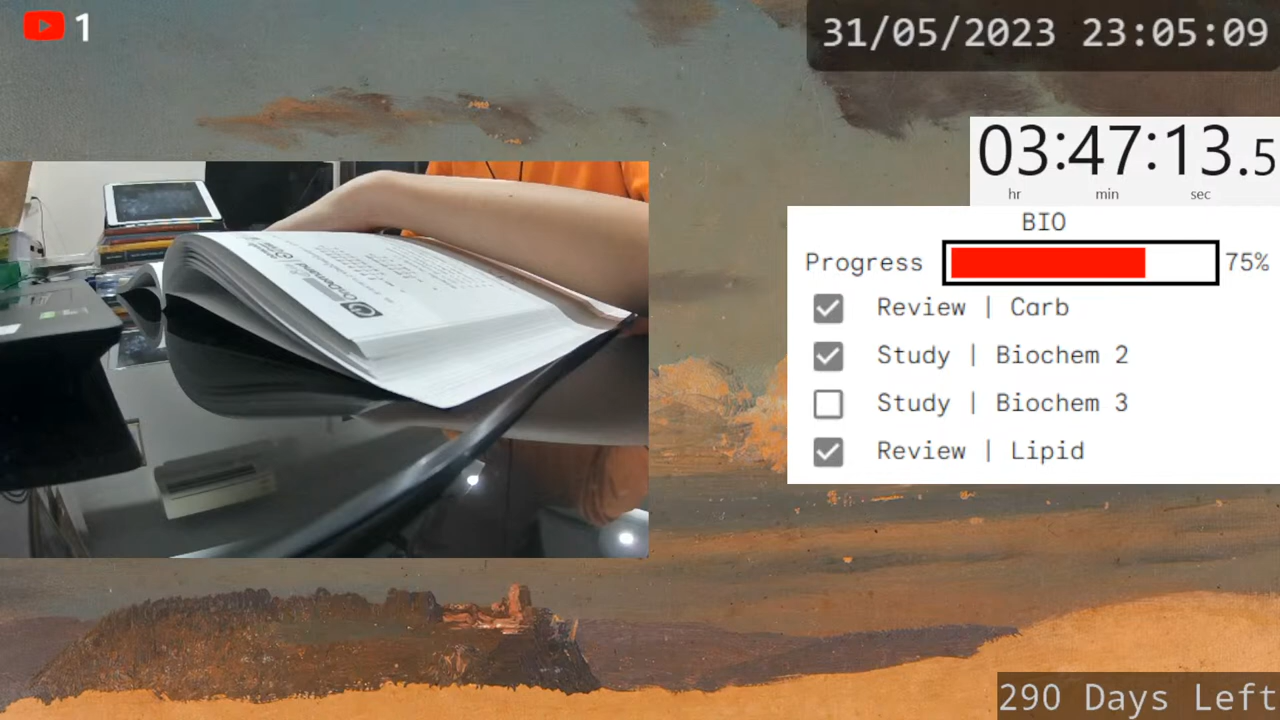 1
31/05/2023 23:05:09
03:47:13.5
hr min sec
BIO
Progress 75%
Review | Carb
Study | Biochem 2
Study | Biochem 3
Review | Lipid
OnDemand
290 Days Left